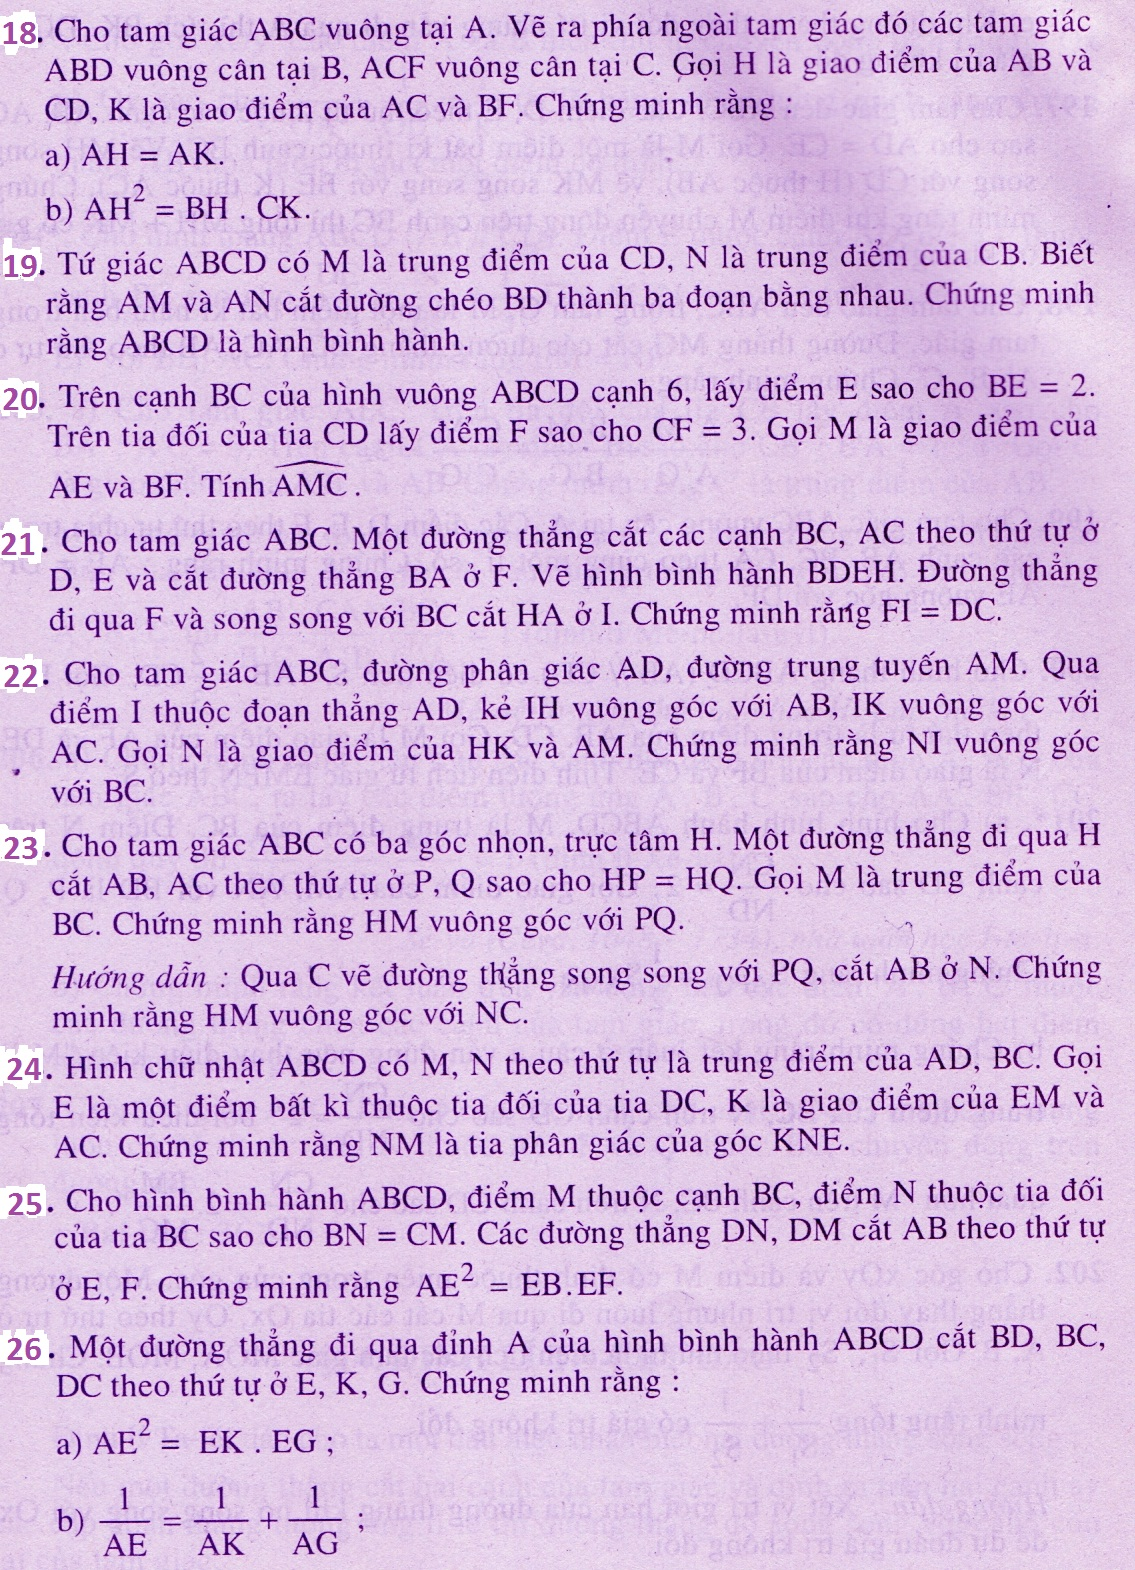 18. Cho tam giác ABC vuông tại A. Vẽ ra phía ngoài tam giác đó các tam giác
ABD vuông cân tại B, ACF vuông cân tại C. Gọi H là giao điểm của AB và
CD, K là giao điểm của AC và BF. Chứng minh rằng :
a) AH = AK.
b) AH² = BH . CK.
19. Tứ giác ABCD có M là trung điểm của CD, N là trung điểm của CB. Biết
rằng AM và AN cắt đường chéo BD thành ba đoạn bằng nhau. Chứng minh
rằng ABCD là hình bình hành.
20. Trên cạnh BC của hình vuông ABCD cạnh 6, lấy điểm E sao cho BE = 2.
Trên tia đối của tia CD lấy điểm F sao cho CF = 3. Gọi M là giao điểm của
AE và BF. Tính \widehat{AMC}.
21. Cho tam giác ABC. Một đường thẳng cắt các cạnh BC, AC theo thứ tự ở
D, E và cắt đường thẳng BA ở F. Vẽ hình bình hành BDEH. Đường thẳng
đi qua F và song song với BC cắt HA ở I. Chứng minh rằng FI = DC.
22. Cho tam giác ABC, đường phân giác AD, đường trung tuyến AM. Qua
điểm I thuộc đoạn thẳng AD, kẻ IH vuông góc với AB, IK vuông góc với
AC. Gọi N là giao điểm của HK và AM. Chứng minh rằng NI vuông góc
với BC.
23. Cho tam giác ABC có ba góc nhọn, trực tâm H. Một đường thẳng đi qua H
cắt AB, AC theo thứ tự ở P, Q sao cho HP = HQ. Gọi M là trung điểm của
BC. Chứng minh rằng HM vuông góc với PQ.
Hướng dẫn : Qua C vẽ đường thẳng song song với PQ, cắt AB ở N. Chứng
minh rằng HM vuông góc với NC.
24. Hình chữ nhật ABCD có M, N theo thứ tự là trung điểm của AD, BC. Gọi
E là một điểm bất kì thuộc tia đối của tia DC, K là giao điểm của EM và
AC. Chứng minh rằng NM là tia phân giác của góc KNE.
25. Cho hình bình hành ABCD, điểm M thuộc cạnh BC, điểm N thuộc tia đối
của tia BC sao cho BN = CM. Các đường thẳng DN, DM cắt AB theo thứ tự
ở E, F. Chứng minh rằng AE² = EB.EF.
26. Một đường thẳng đi qua đỉnh A của hình bình hành ABCD cắt BD, BC,
DC theo thứ tự ở E, K, G. Chứng minh rằng :
a) AE² = EK . EG ;
b) \frac{1}{AE} = \frac{1}{AK} + \frac{1}{AG} ;